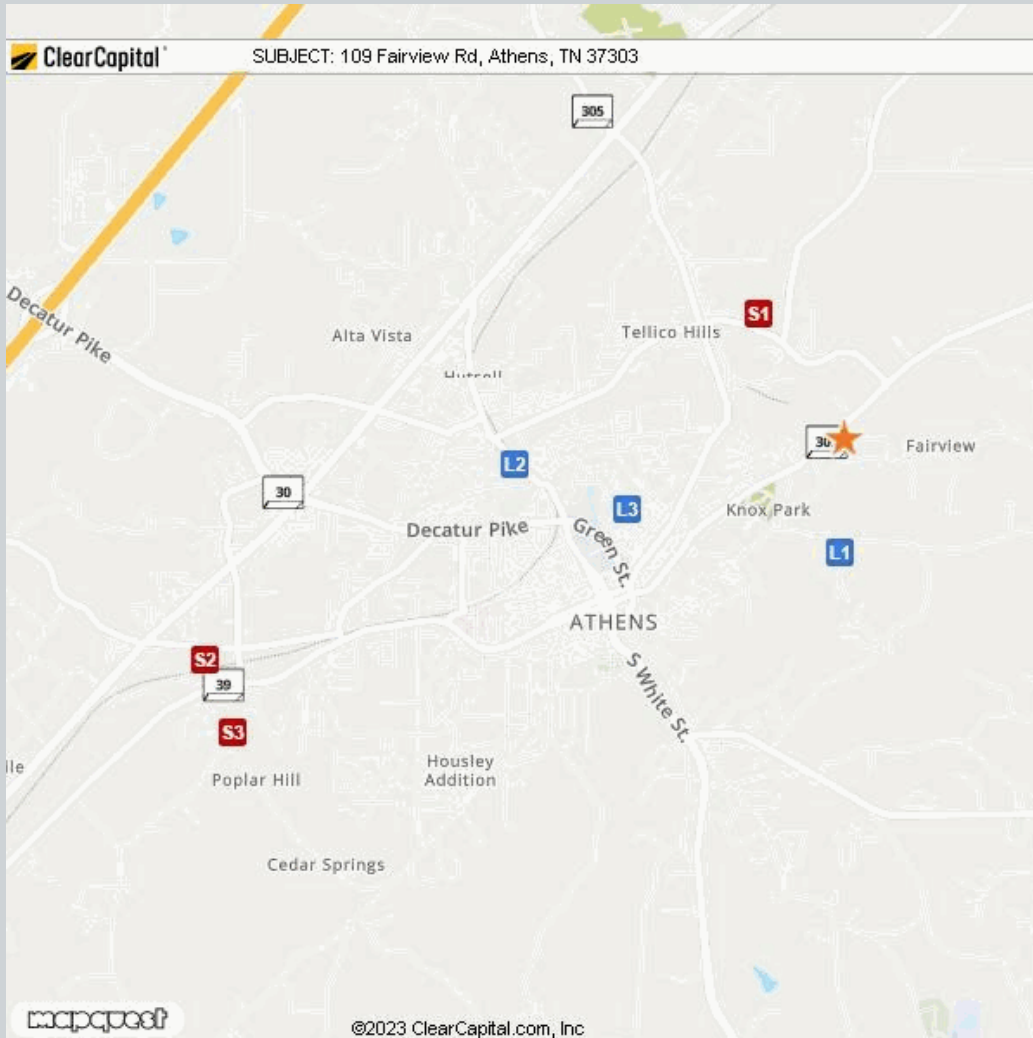 ClearCapital
SUBJECT: 109 Fairview Rd, Athens, TN 37303
305
Decatur Pike
S1
Alta Vista
Tellico Hills
30
Fairview
L2
30
L3
Knox Park
Decatur Pike
Green St.
L1
ATHENS
S2
S White St.
39
S3
Housley
Addition
Poplar Hill
Cedar Springs
mapquest
©2023 ClearCapital.com, Inc